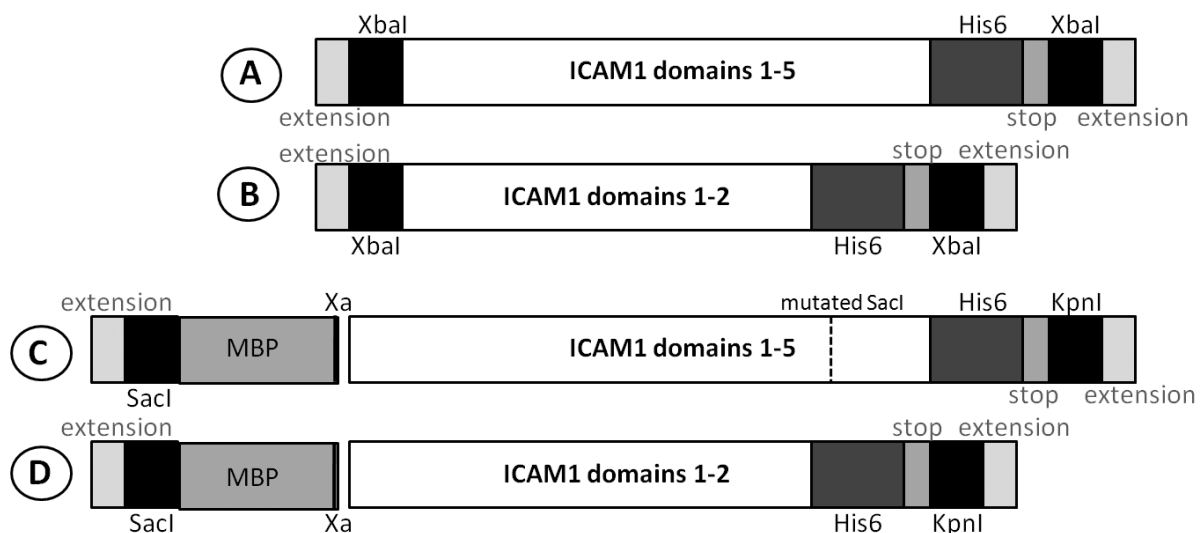 XbaI His6 XbaI
A ICAM1 domains 1-5
extension stop extension
extension stop extension
B ICAM1 domains 1-2
XbaI His6 XbaI
extension Xa mutated SacI His6 KpnI
C MBP ICAM1 domains 1-5
SacI stop extension
extension stop extension
D MBP ICAM1 domains 1-2
SacI Xa His6 KpnI